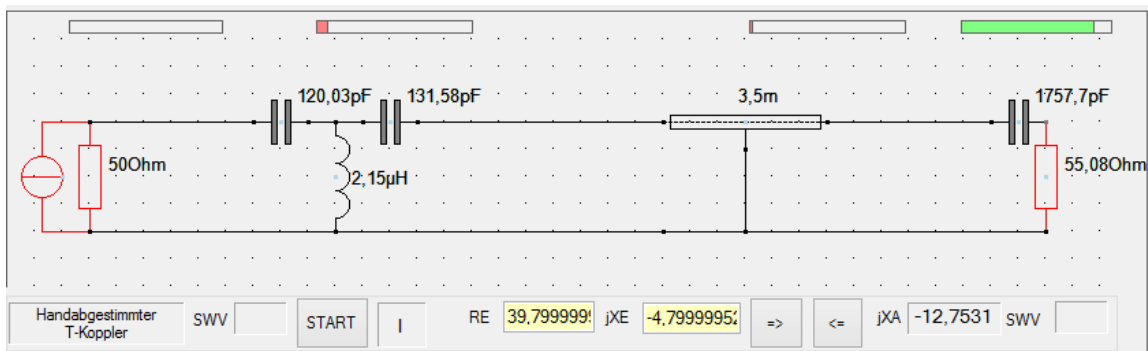 120,03pF 131,58pF 3,5m 1757,7pF
50Ohm 2,15µH 55,08Ohm
Handabgestimmter
T-Koppler
SWV START I RE 39,7999999 jXE -4,7999995 => <= jXA -12,7531 SWV